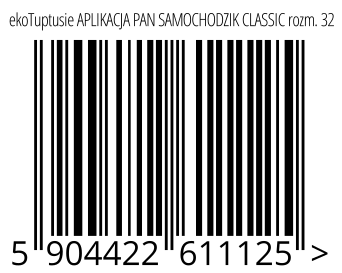 ekoTuptusie APLIKACJA PAN SAMOCHODZIK CLASSIC rozm. 32
5 904422 611125 >